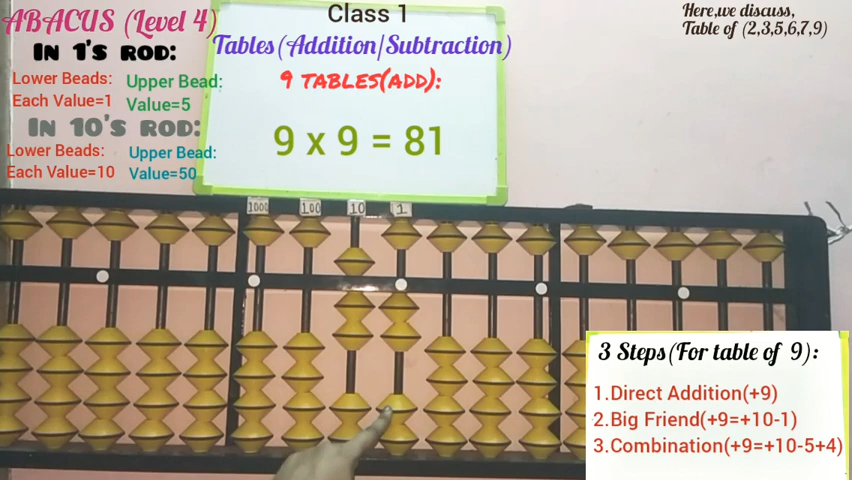 ABACUS (Level 4)
IN 1'S ROD:
Lower Beads:
Each Value=1
Upper Bead:
Value=5
IN 10'S ROD:
Lower Beads:
Each Value=10
Upper Bead:
Value=50
Class 1
Tables(Addition/Subtraction)
9 TABLES(ADD):
9 x 9 = 81
Here,we discuss,
Table of (2,3,5,6,7,9)
1000 100 10 1
3 Steps(For table of 9):
1.Direct Addition(+9)
2.Big Friend(+9=+10-1)
3.Combination(+9=+10-5+4)